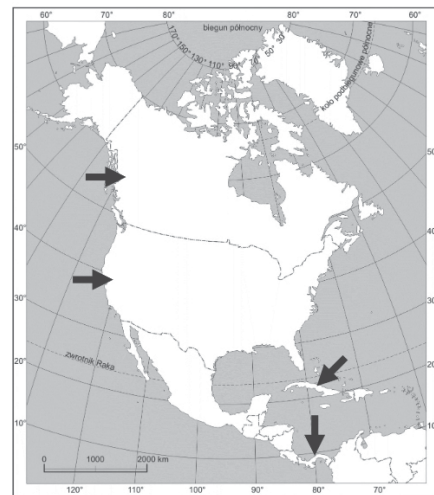 60° 70° 80° 80° 70° 60°
biegun północny
170° 150° 130° 110° 90° 50° 30°
koło podbiegunowe północne
50° 50°
40° 40°
30° 30°
20° zwrotnik Raka 20°
10° 10°
0 1000 2000 km
120° 110° 100° 90° 80° 70°